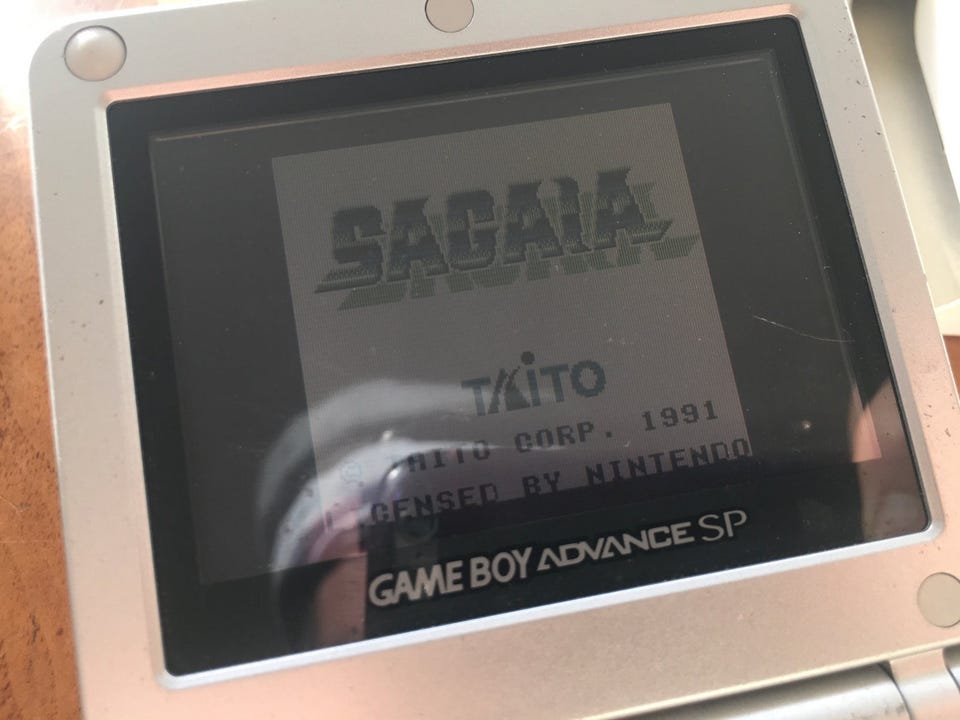 SAGAIA
TAITO
© TAITO CORP. 1991
LICENSED BY NINTENDO
GAME BOY ADVANCE SP